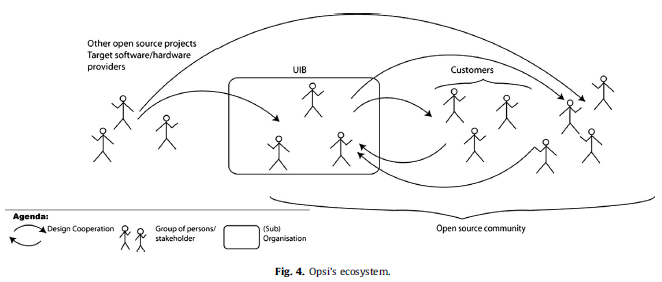 Other open source projects
Target software/hardware
providers
UIB
Customers
Open source community
Agenda:
Design Cooperation
Group of persons/
stakeholder
(Sub)
Organisation
Fig. 4. Opsi's ecosystem.